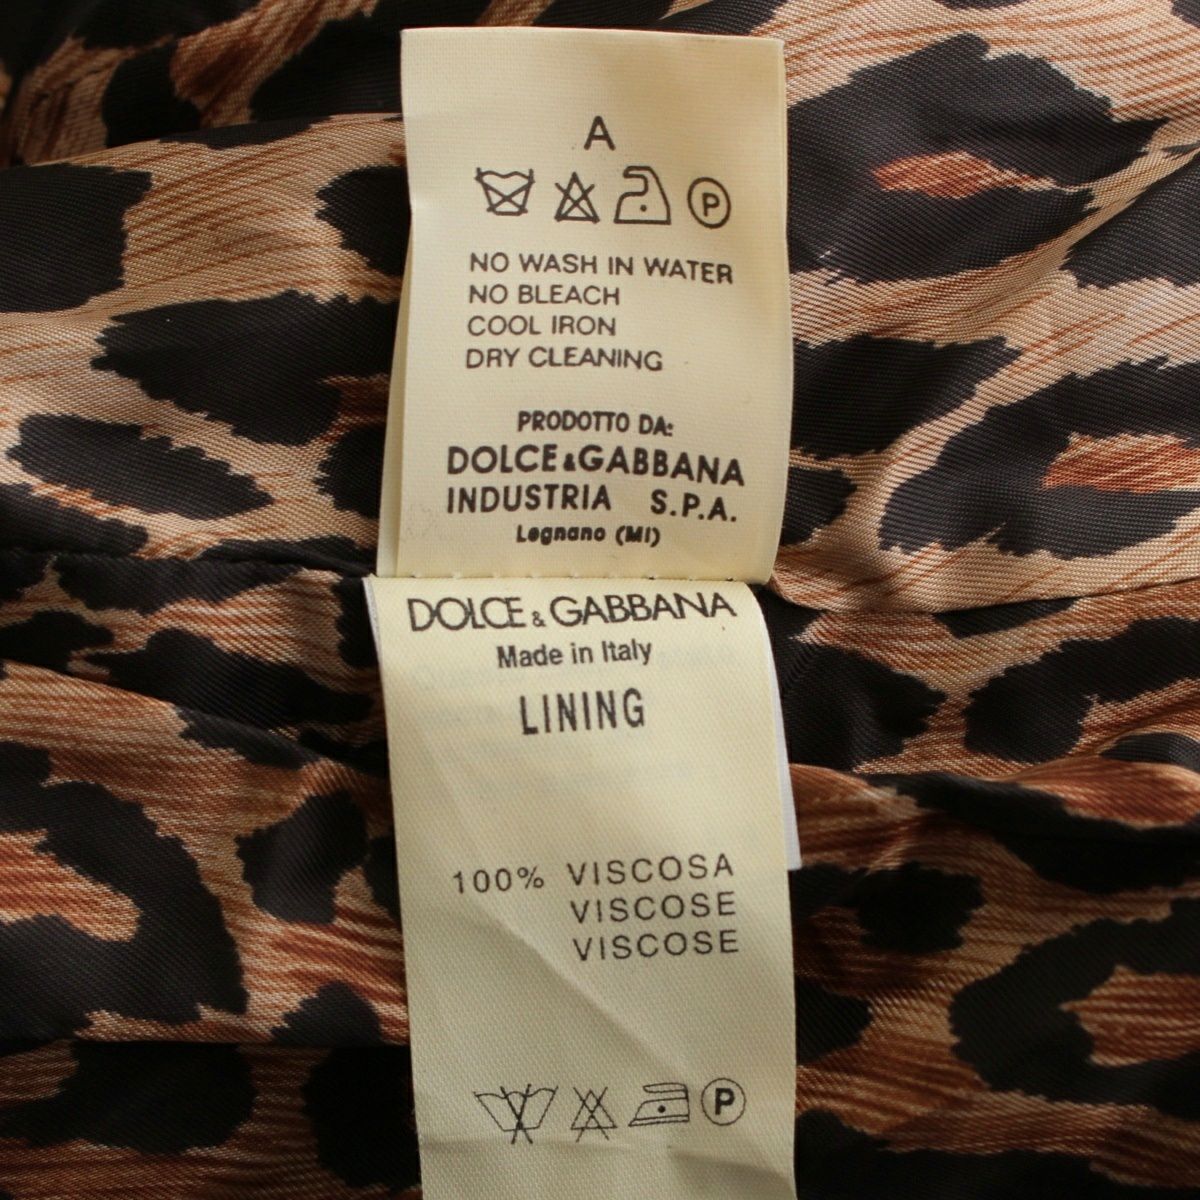 A
P
NO WASH IN WATER
NO BLEACH
COOL IRON
DRY CLEANING
PRODOTTO DA:
DOLCE&GABBANA
INDUSTRIA S.P.A.
Legnano (MI)
DOLCE & GABBANA
Made in Italy
LINING
100% VISCOSA
VISCOSE
VISCOSE
P